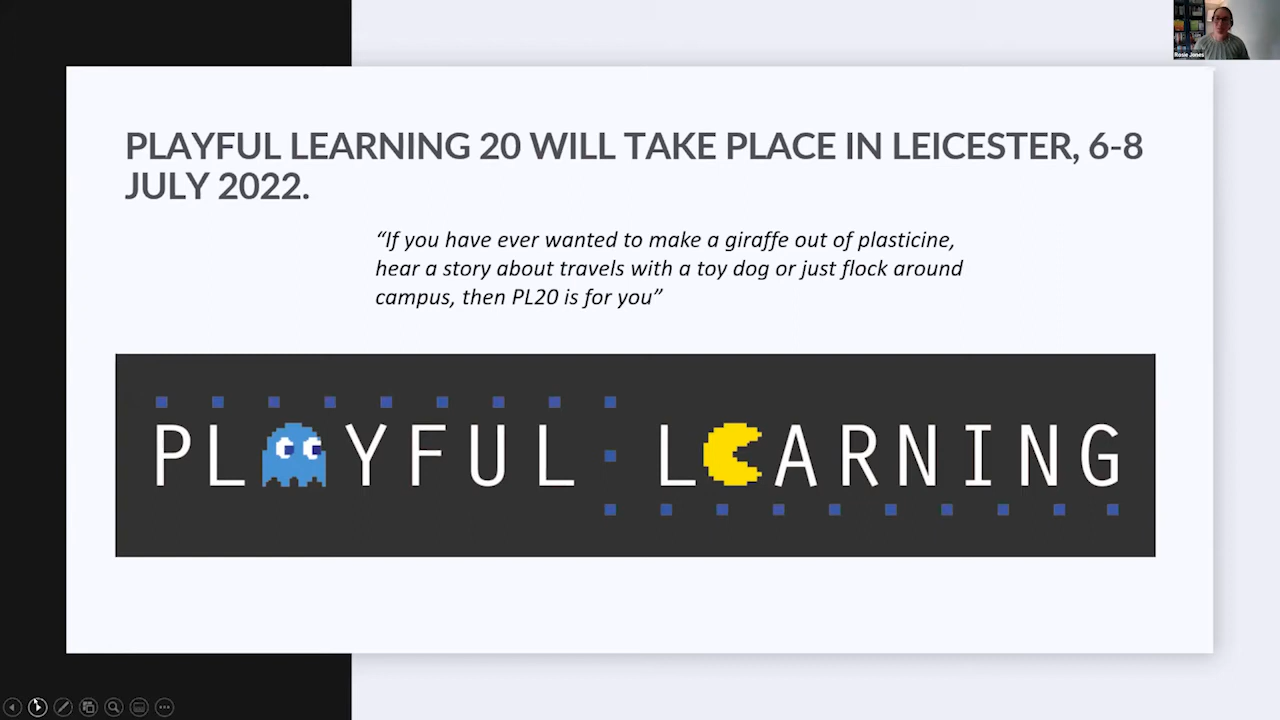 Rosie Jones
PLAYFUL LEARNING 20 WILL TAKE PLACE IN LEICESTER, 6-8
JULY 2022.
“If you have ever wanted to make a giraffe out of plasticine,
hear a story about travels with a toy dog or just flock around
campus, then PL20 is for you”
PLAYFUL LEARNING